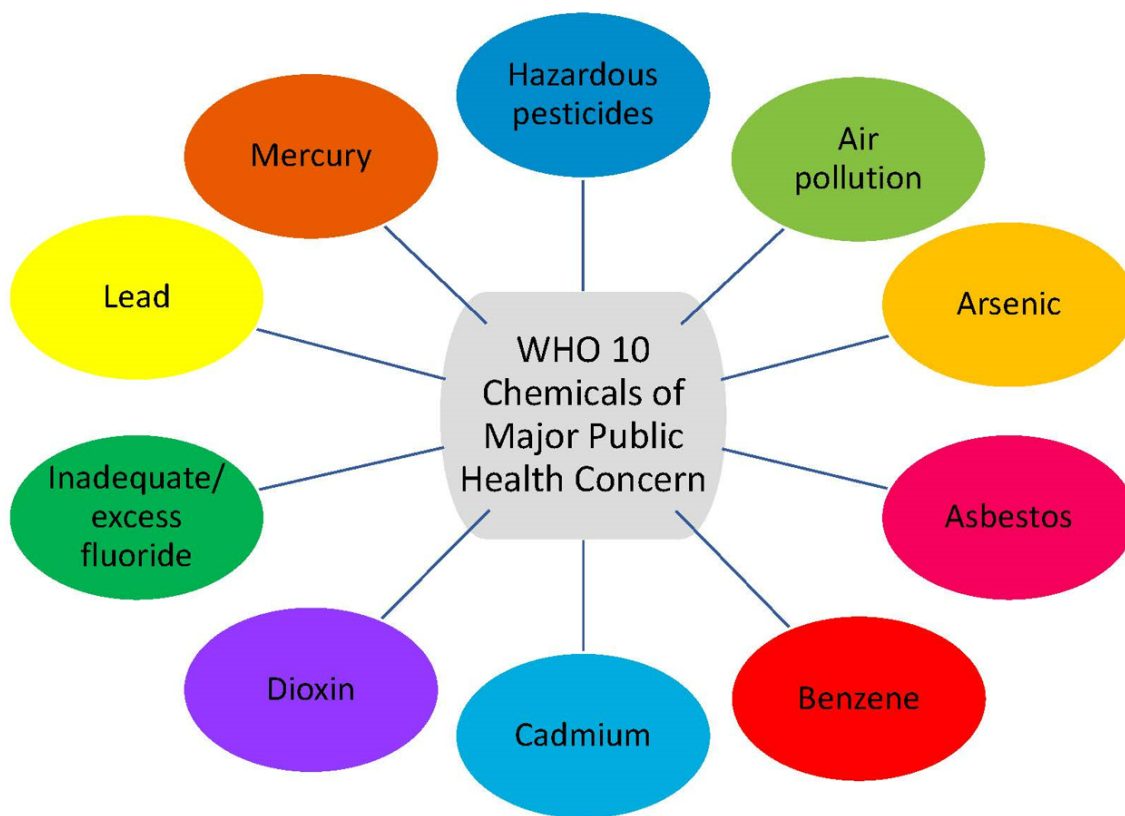 Hazardous
pesticides
Air
pollution
Arsenic
Asbestos
Benzene
Cadmium
Dioxin
Inadequate/
excess
fluoride
Lead
Mercury
WHO 10
Chemicals of
Major Public
Health Concern